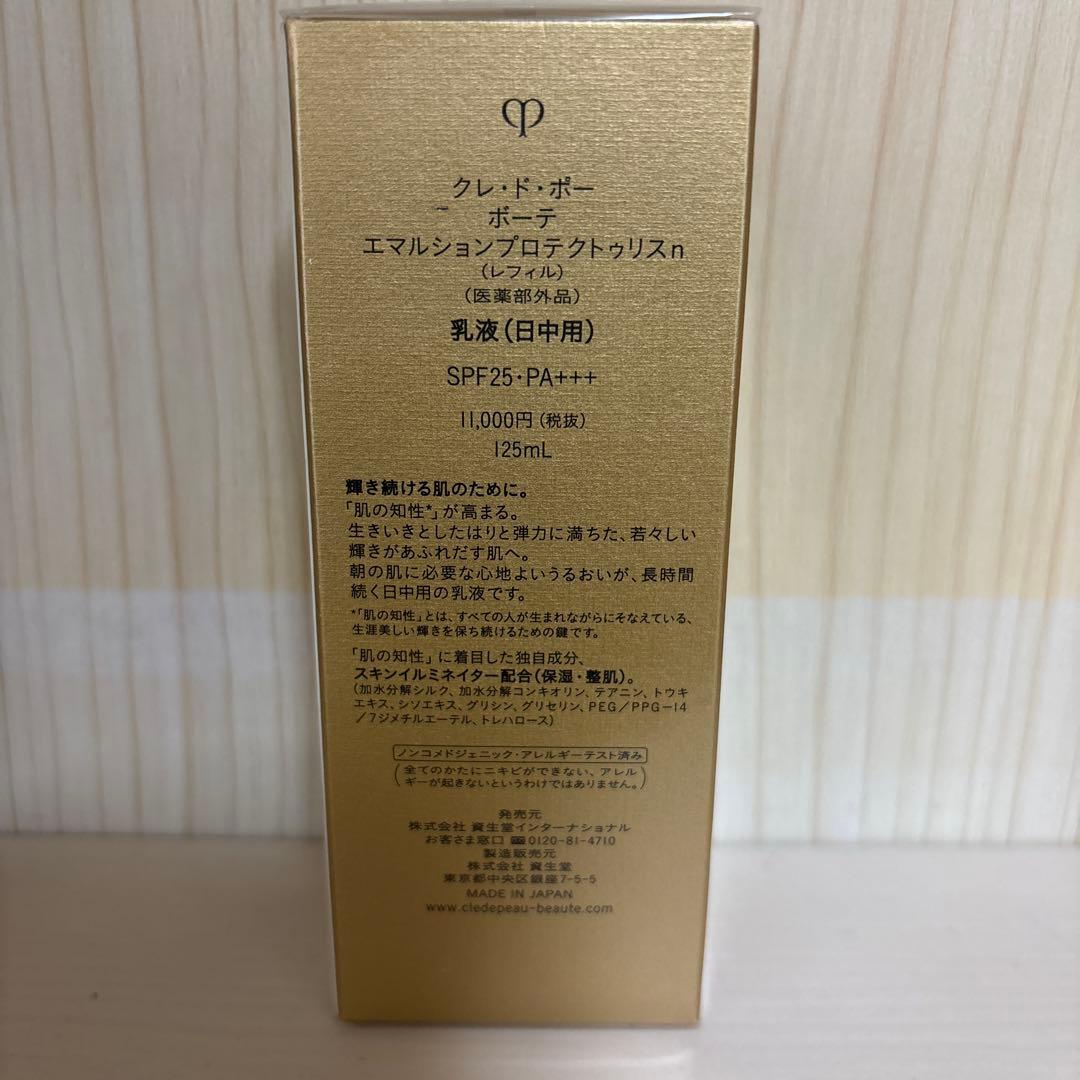 クレ・ド・ポー
ボーテ
エマルションプロテクトゥリスn
(レフィル)
(医薬部外品)
乳液(日中用)
SPF25・PA+++
11,000円(税抜)
125mL
輝き続ける肌のために。
「肌の知性*」が高まる。
生きいきとしたはりと弾力に満ちた、若々しい
輝きがあふれだす肌へ。
朝の肌に必要な心地よいうるおいが、長時間
続く日中用の乳液です。
*「肌の知性」とは、すべての人が生まれながらにそなえている、
生涯美しい輝きを保ち続けるための鍵です。
「肌の知性」に着目した独自成分、
スキンイルミネイター配合(保湿・整肌)。
(加水分解シルク、加水分解コンキオリン、テアニン、トウキ
エキス、シソエキス、グリシン、グリセリン、PEG/PPG-14
/7ジメチルエーテル、トレハロース)
ノンコメドジェニック・アレルギーテスト済み
(全てのかたにニキビができない、アレル
ギーが起きないというわけではありません。)
発売元
株式会社 資生堂インターナショナル
お客さま窓口 ☎0120-81-4710
製造販売元
株式会社 資生堂
東京都中央区銀座7-5-5
MADE IN JAPAN
www.cledepeau-beaute.com